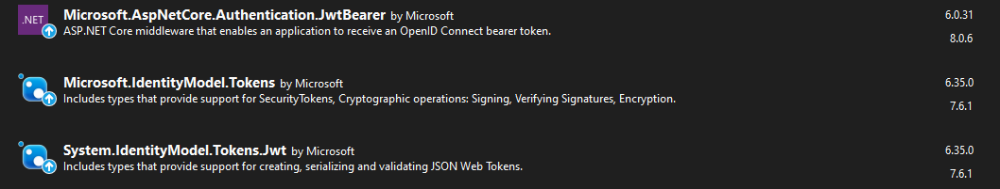 .NET
Microsoft.AspNetCore.Authentication.JwtBearer by Microsoft 6.0.31
ASP.NET Core middleware that enables an application to receive an OpenID Connect bearer token.
8.0.6
Microsoft.IdentityModel.Tokens by Microsoft 6.35.0
Includes types that provide support for SecurityTokens, Cryptographic operations: Signing, Verifying Signatures, Encryption.
7.6.1
System.IdentityModel.Tokens.Jwt by Microsoft 6.35.0
Includes types that provide support for creating, serializing and validating JSON Web Tokens.
7.6.1